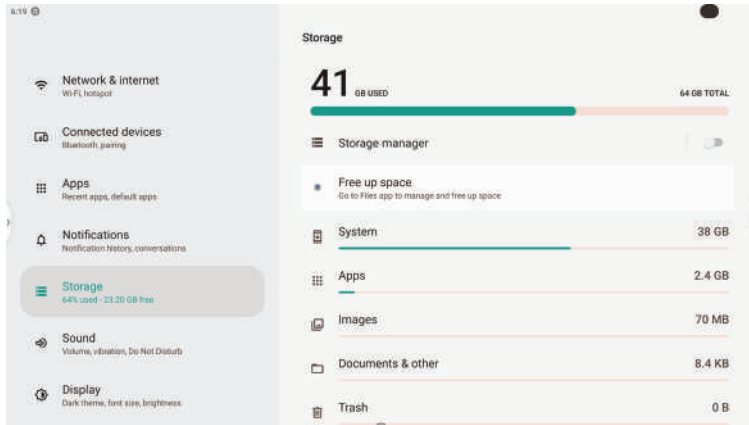 6:19
Network & internet
Wi-Fi, hotspot
Connected devices
Bluetooth, pairing
Apps
Recent apps, default apps
Notifications
Notification history, conversations
Storage
64% used - 23.20 GB free
Sound
Volume, vibration, Do Not Disturb
Display
Dark theme, font size, brightness
Storage
41 GB USED
64 GB TOTAL
Storage manager
Free up space
Go to Files app to manage and free up space
System 38 GB
Apps 2.4 GB
Images 70 MB
Documents & other 8.4 KB
Trash 0 B